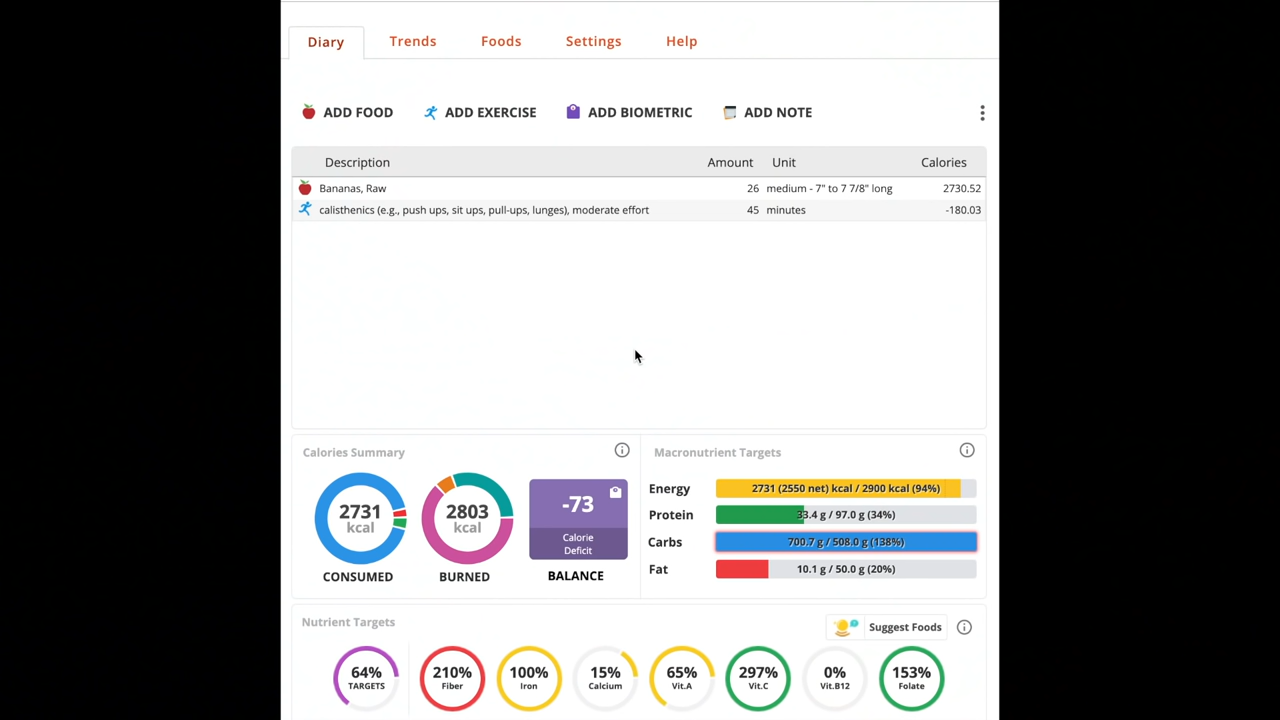 Diary Trends Foods Settings Help
ADD FOOD ADD EXERCISE ADD BIOMETRIC ADD NOTE
Description Amount Unit Calories
Bananas, Raw 26 medium - 7" to 7 7/8" long 2730.52
calisthenics (e.g., push ups, sit ups, pull-ups, lunges), moderate effort 45 minutes -180.03
Calories Summary
2731
kcal
CONSUMED
2803
kcal
BURNED
-73
Calorie
Deficit
BALANCE
Macronutrient Targets
Energy 2731 (2550 net) kcal / 2900 kcal (94%)
Protein 33.4 g / 97.0 g (34%)
Carbs 700.7 g / 508.0 g (138%)
Fat 10.1 g / 50.0 g (20%)
Nutrient Targets
Suggest Foods
64%
TARGETS
210%
Fiber
100%
Iron
15%
Calcium
65%
Vit.A
297%
Vit.C
0%
Vit.B12
153%
Folate